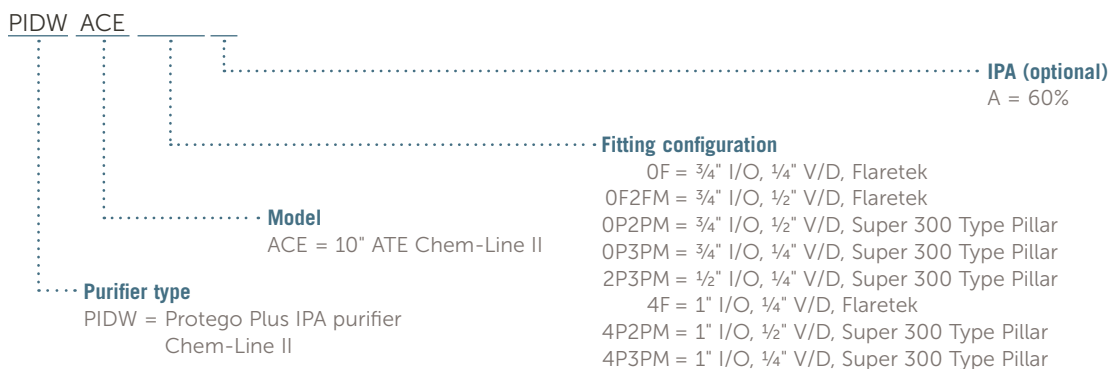 PIDW ACE
IPA (optional)
A = 60%
Fitting configuration
0F = ¾" I/O, ¼" V/D, Flaretek
0F2FM = ¾" I/O, ½" V/D, Flaretek
0P2PM = ¾" I/O, ½" V/D, Super 300 Type Pillar
0P3PM = ¾" I/O, ¼" V/D, Super 300 Type Pillar
2P3PM = ½" I/O, ¼" V/D, Super 300 Type Pillar
4F = 1" I/O, ¼" V/D, Flaretek
4P2PM = 1" I/O, ½" V/D, Super 300 Type Pillar
4P3PM = 1" I/O, ¼" V/D, Super 300 Type Pillar
Model
ACE = 10" ATE Chem-Line II
Purifier type
PIDW = Protego Plus IPA purifier
Chem-Line II